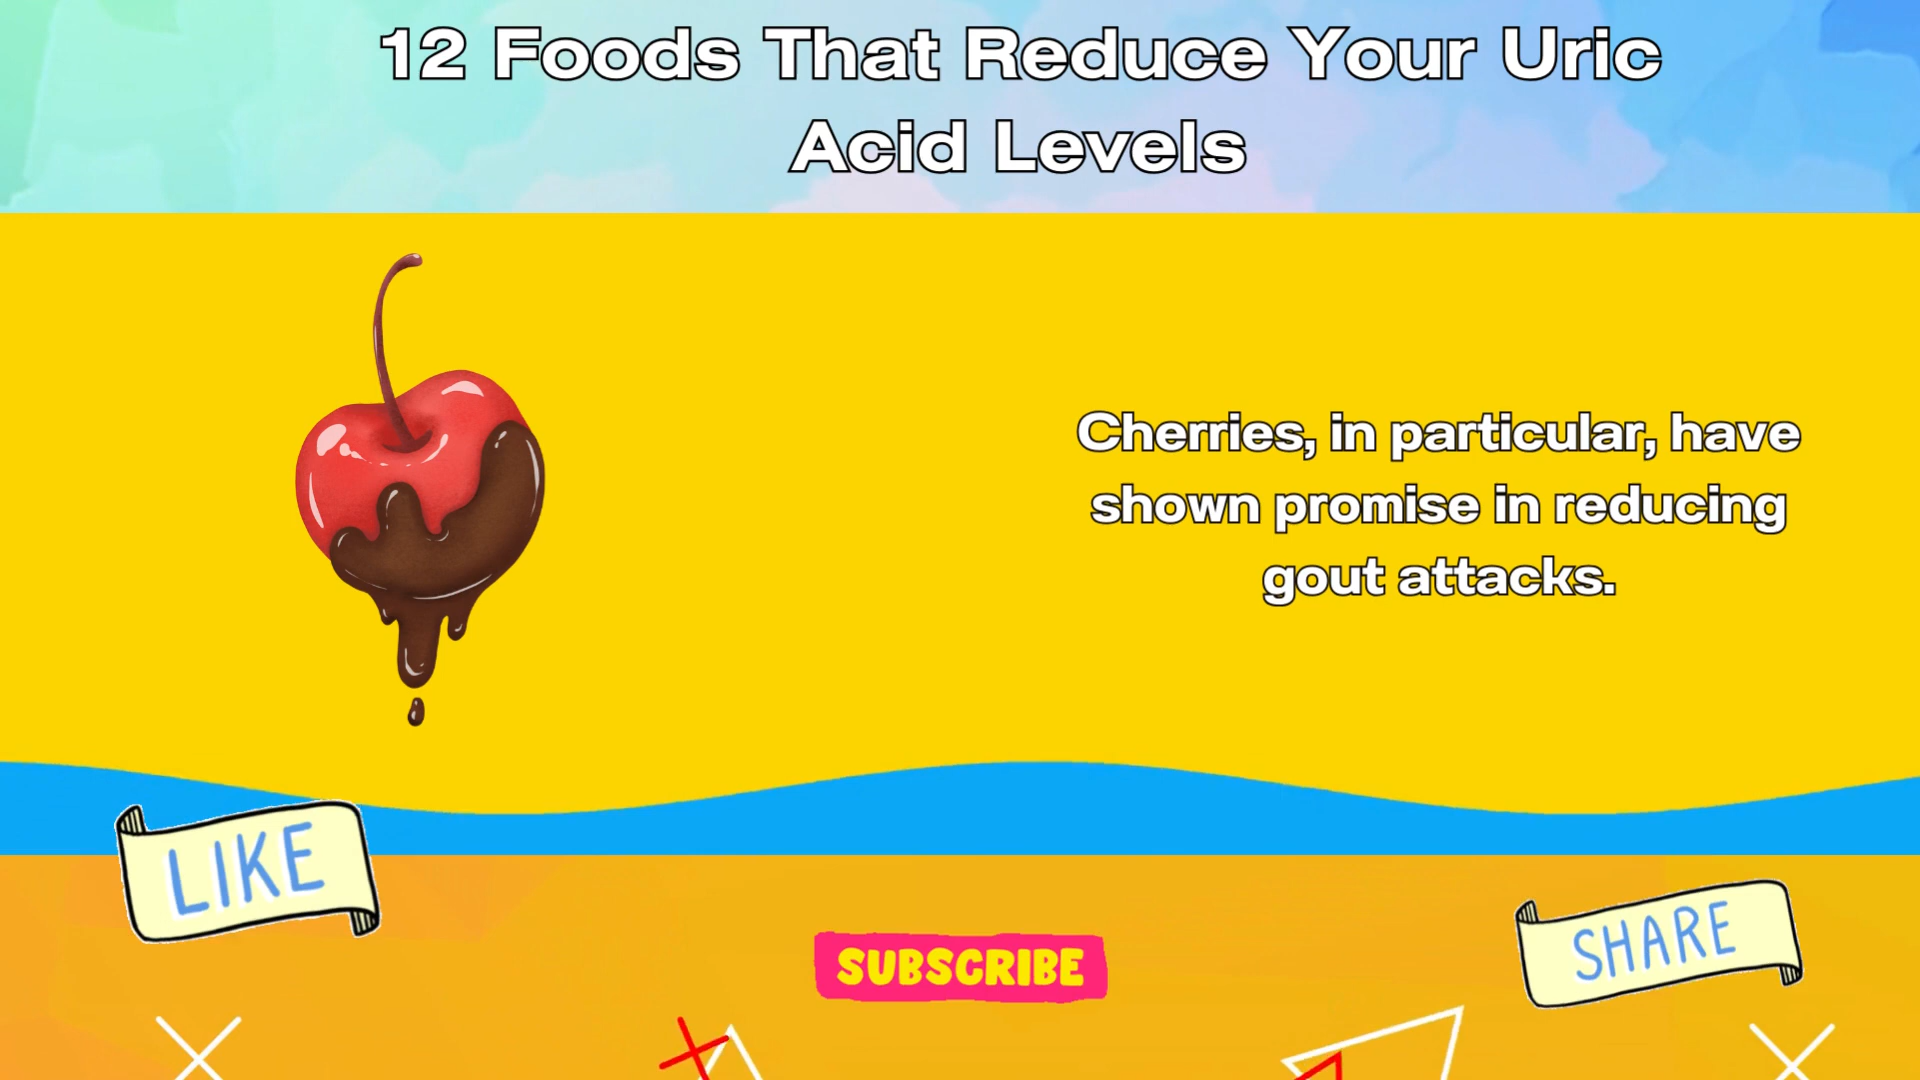 12 Foods That Reduce Your Uric
Acid Levels
Cherries, in particular, have
shown promise in reducing
gout attacks.
LIKE
SUBSCRIBE
SHARE